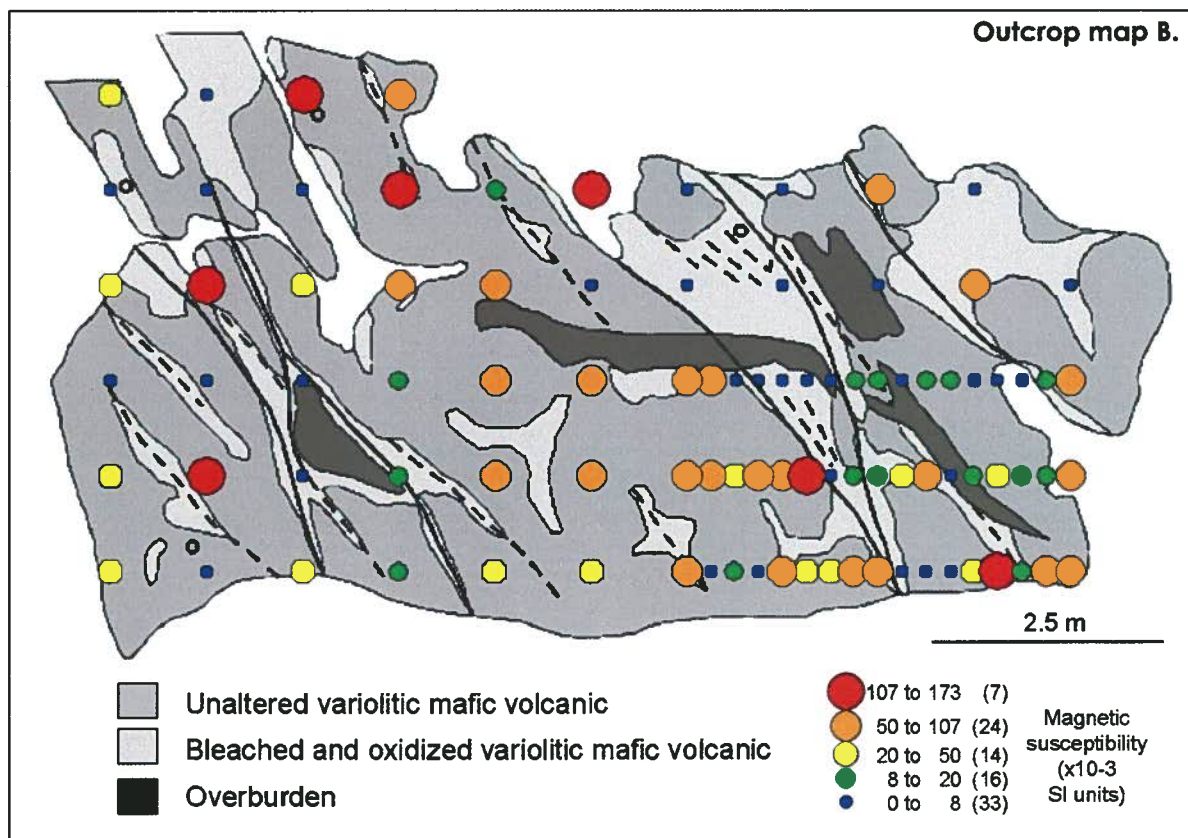 Outcrop map B.
2.5 m
Unaltered variolitic mafic volcanic
Bleached and oxidized variolitic mafic volcanic
Overburden
107 to 173 (7)
50 to 107 (24)
20 to 50 (14)
8 to 20 (16)
0 to 8 (33)
Magnetic
susceptibility
(x10-3
SI units)